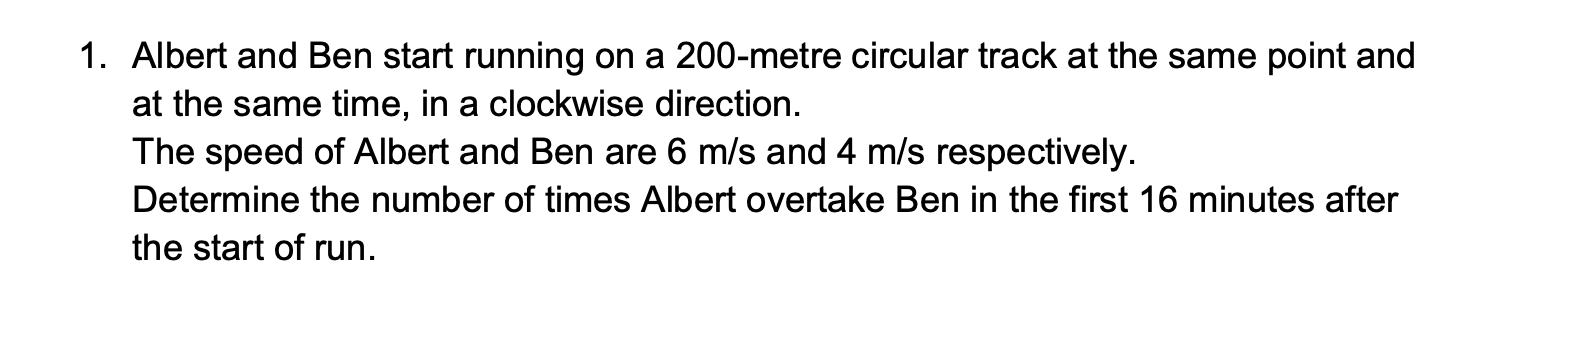 1. Albert and Ben start running on a 200-metre circular track at the same point and
at the same time, in a clockwise direction.
The speed of Albert and Ben are 6 m/s and 4 m/s respectively.
Determine the number of times Albert overtake Ben in the first 16 minutes after
the start of run.